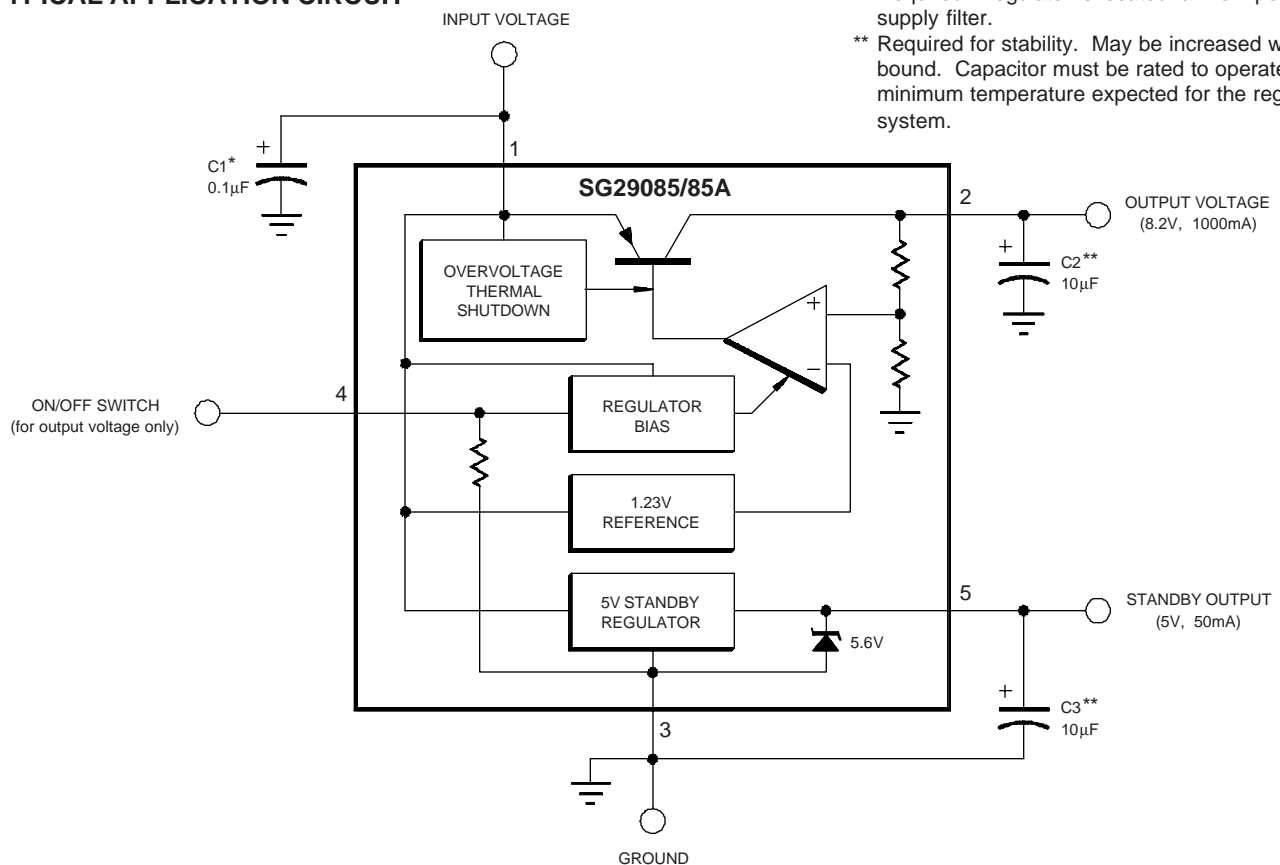 TYPICAL APPLICATION CIRCUIT
supply filter.
** Required for stability. May be increased
bound. Capacitor must be rated to operate
minimum temperature expected for the
system.
INPUT VOLTAGE
+
C1*
0.1µF
1
SG29085/85A
2
OUTPUT VOLTAGE
(8.2V, 1000mA)
+
C2**
10µF
OVERVOLTAGE
THERMAL
SHUTDOWN
+
−
4
ON/OFF SWITCH
(for output voltage only)
REGULATOR
BIAS
1.23V
REFERENCE
5V STANDBY
REGULATOR
5.6V
5
STANDBY OUTPUT
(5V, 50mA)
+
C3**
10µF
3
GROUND